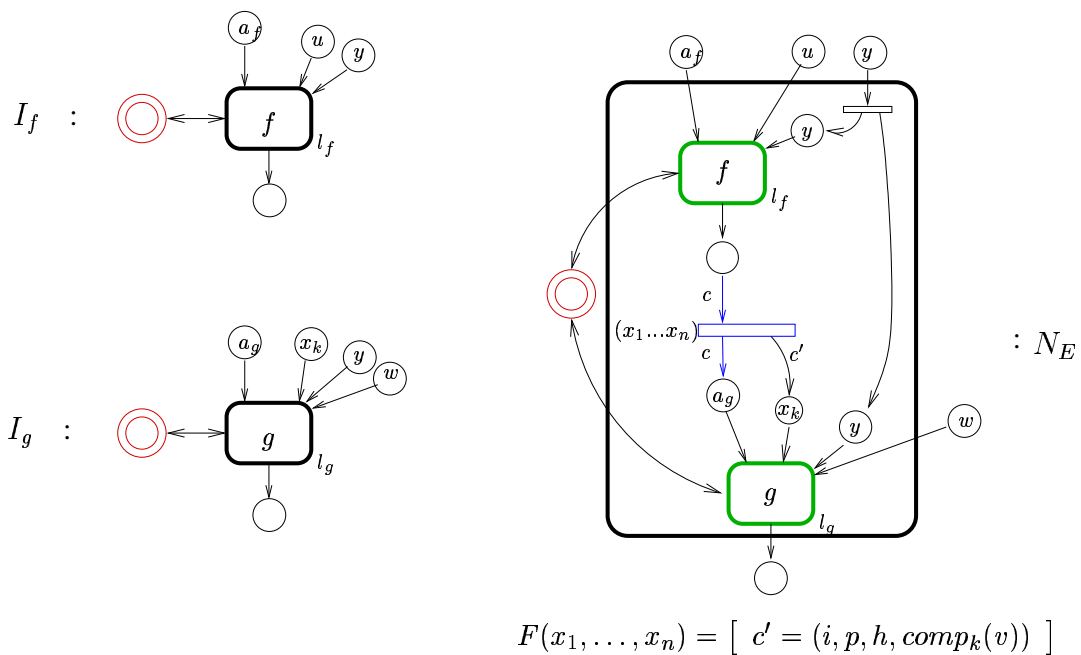 a_f
u
y
I_f :
f
l_f
a_g
x_k
y
w
I_g :
g
l_g
a_f
u
y
y
f
l_f
c
(x_1...x_n)
c
c'
a_g
x_k
y
w
g
l_g
: N_E
F(x_1, . . . , x_n) = [ c' = (i, p, h, comp_k(v)) ]